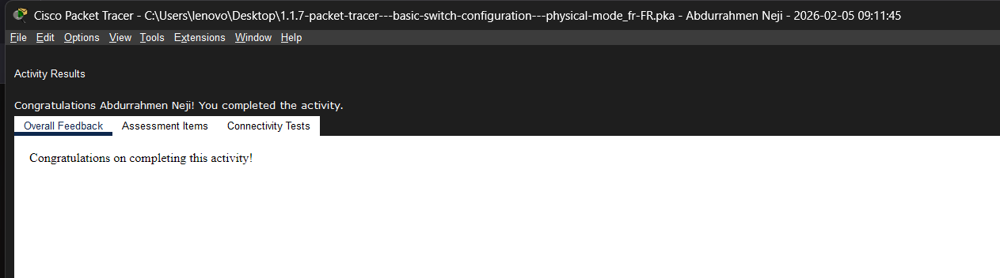 Cisco Packet Tracer - C:\Users\lenovo\Desktop\1.1.7-packet-tracer---basic-switch-configuration---physical-mode_fr-FR.pka - Abdurrahmen Neji - 2026-02-05 09:11:45
File Edit Options View Tools Extensions Window Help
Activity Results
Congratulations Abdurrahmen Neji! You completed the activity.
Overall Feedback Assessment Items Connectivity Tests
Congratulations on completing this activity!